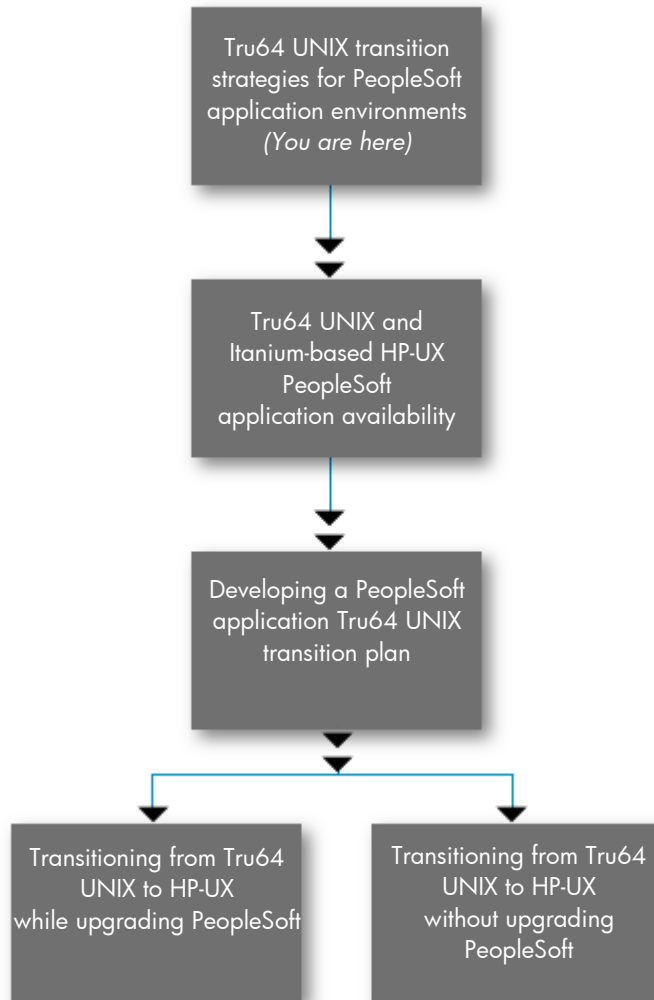 Tru64 UNIX transition
strategies for PeopleSoft
application environments
(You are here)
Tru64 UNIX and
Itanium-based HP-UX
PeopleSoft
application availability
Developing a PeopleSoft
application Tru64 UNIX
transition plan
Transitioning from Tru64
UNIX to HP-UX
while upgrading PeopleSoft
Transitioning from Tru64
UNIX to HP-UX
without upgrading
PeopleSoft